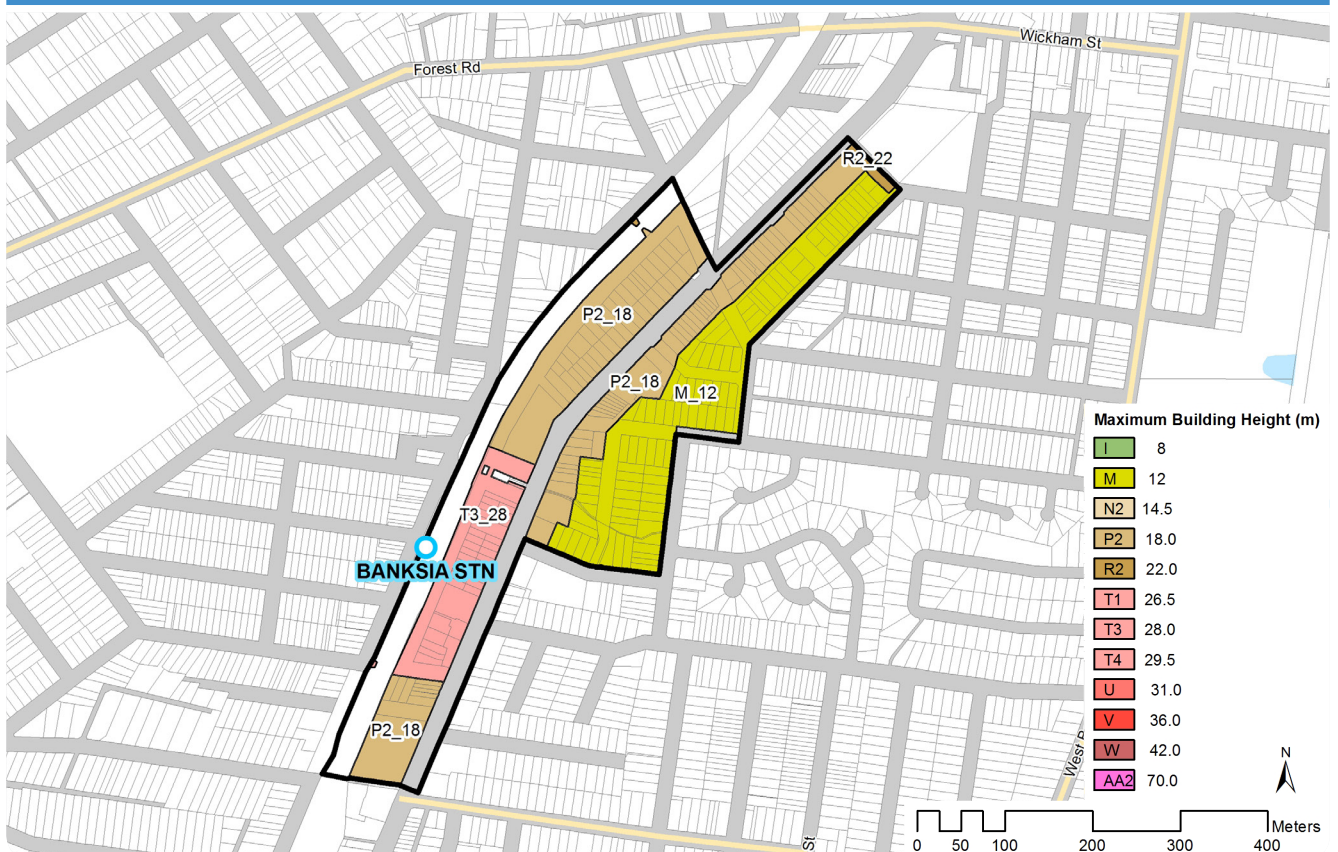 Wickham St
Forest Rd
R2_22
P2_18
P2_18
M_12
T3_28
BANKSIA STN
P2_18
Maximum Building Height (m)
I 8
M 12
N2 14.5
P2 18.0
R2 22.0
T1 26.5
T3 28.0
T4 29.5
U 31.0
V 36.0
W 42.0
AA2 70.0
West
St
N
Meters
0 50 100 200 300 400